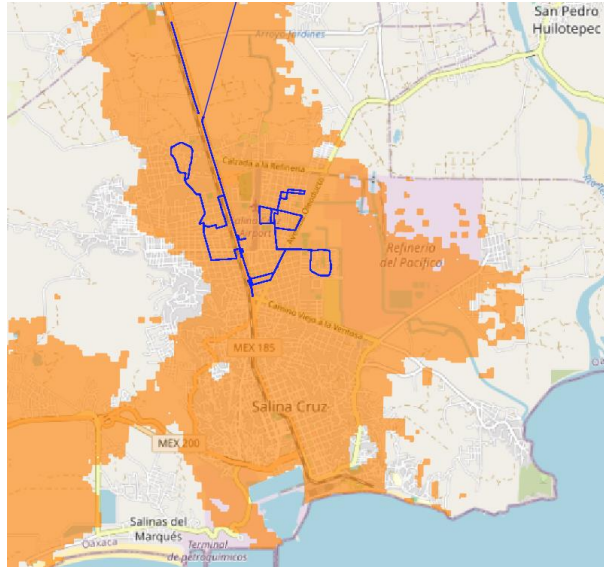 San Pedro
Huilotepec
Arroyo Jardines
Calzada a la Refinería
Airport
Refinería
del Pacífico
Camino Viejo a la Ventosa
MEX 185
Salina Cruz
MEX 200
Salinas del
Marqués
Oaxaca
Terminal
de petroquímicos